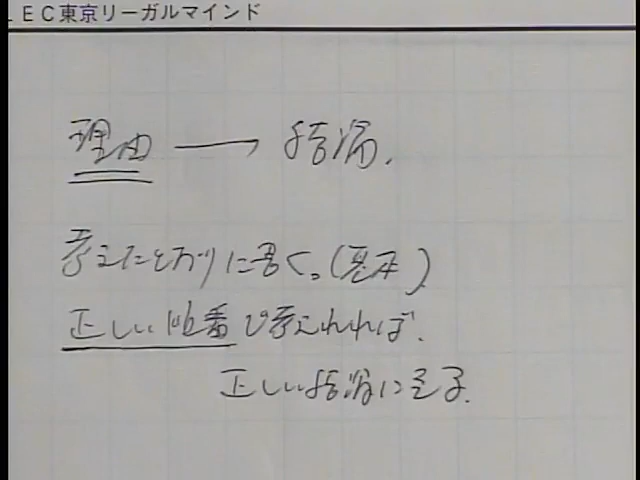 LEC東京リーガルマインド
理由 → 結論.
考えたとおりに書く。(基本)
正しい順番で考えれれば.
正しい結論に至る.